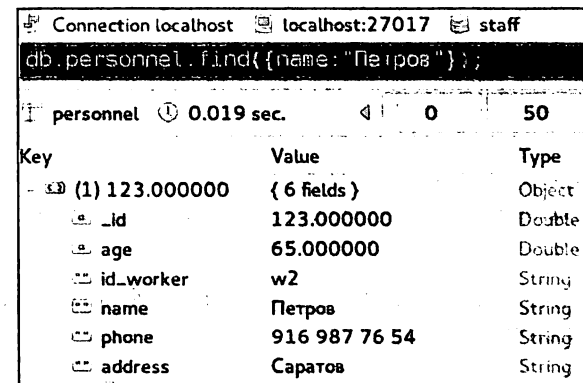 Connection localhost localhost:27017 staff
db.personnel.find({name:"Петров"});
personnel 0.019 sec. 0 50
Key Value Type
(1) 123.000000 { 6 fields } Object
_id 123.000000 Double
age 65.000000 Double
id_worker w2 String
name Петров String
phone 916 987 76 54 String
address Саратов String